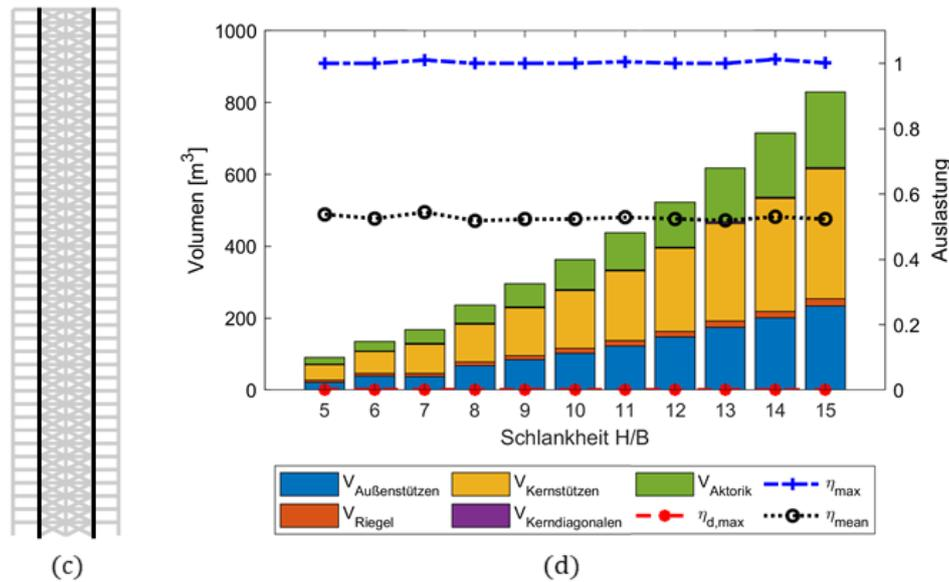 1000
800
600
400
200
0
Volumen [m³]
1
0.8
0.6
0.4
0.2
0
Auslastung
5 6 7 8 9 10 11 12 13 14 15
Schlankheit H/B
V_Außenstützen V_Kernstützen V_Aktorik η_max
V_Riegel V_Kerndiagonalen η_d,max η_mean
(c) (d)